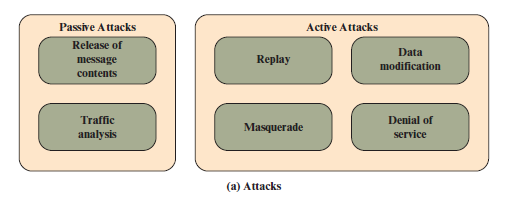 Passive Attacks
Release of
message
contents
Traffic
analysis
Active Attacks
Replay
Data
modification
Masquerade
Denial of
service
(a) Attacks